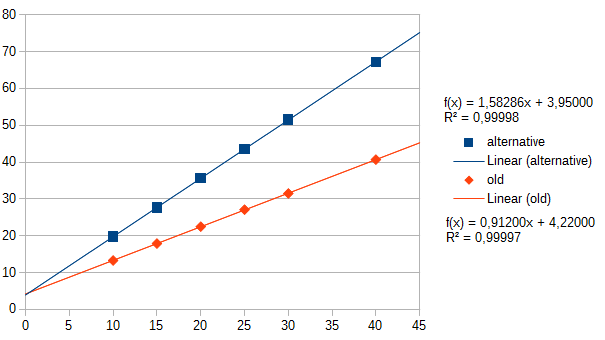 80
70
60
50
40
30
20
10
0
0 5 10 15 20 25 30 35 40 45
f(x) = 1,58286x + 3,95000
R² = 0,99998
alternative
Linear (alternative)
old
Linear (old)
f(x) = 0,91200x + 4,22000
R² = 0,99997